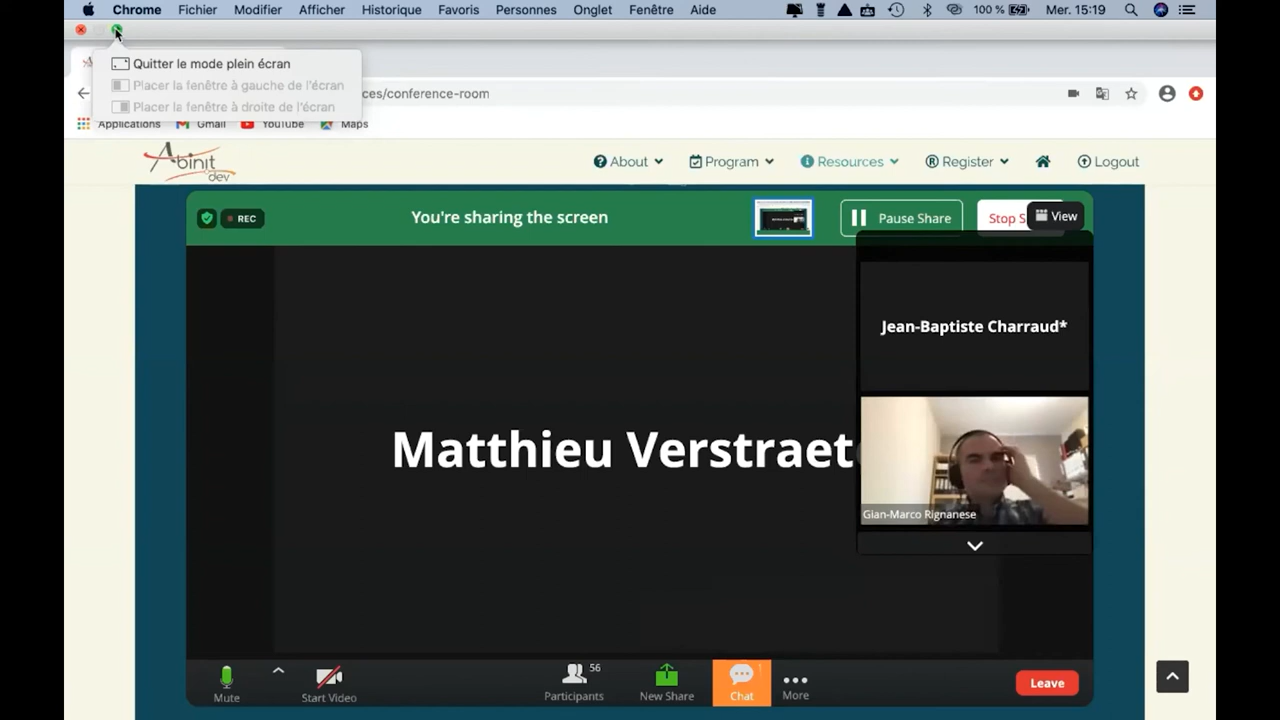 Chrome Fichier Modifier Afficher Historique Favoris Personnes Onglet Fenêtre Aide 100 % Mer. 15:19
Quitter le mode plein écran
Placer la fenêtre à gauche de l'écran
Placer la fenêtre à droite de l'écran
ces/conference-room
Applications Gmail YouTube Maps
Abinit dev
About Program Resources Register Logout
REC You're sharing the screen Pause Share Stop S View
Jean-Baptiste Charraud*
Matthieu Verstraet
Gian-Marco Rignanese
56
1
Mute Start Video Participants New Share Chat More Leave